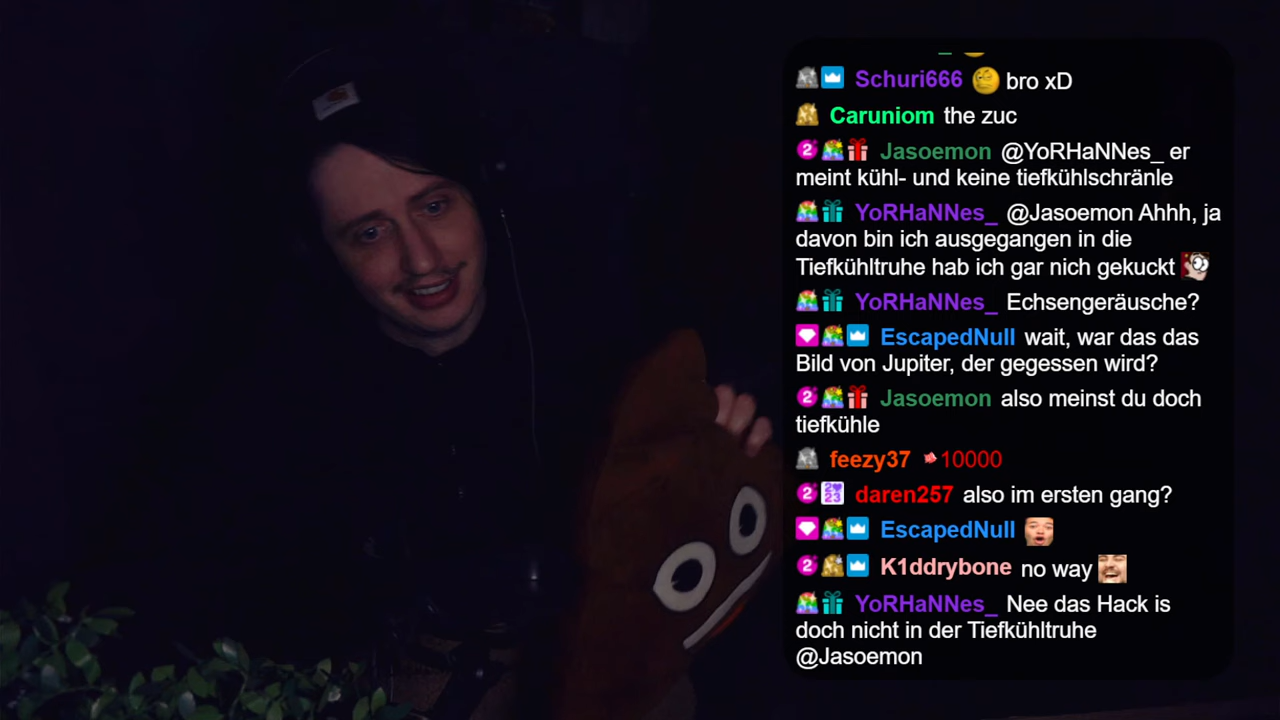 Schuri666 bro xD
Caruniom the zuc
Jasoemon @YoRHaNNes_ er
meint kühl- und keine tiefkühlschränle
YoRHaNNes_ @Jasoemon Ahhh, ja
davon bin ich ausgegangen in die
Tiefkühltruhe hab ich gar nich gekuckt
YoRHaNNes_ Echsengeräusche?
EscapedNull wait, war das das
Bild von Jupiter, der gegessen wird?
Jasoemon also meinst du doch
tiefkühle
feezy37 10000
daren257 also im ersten gang?
EscapedNull
K1ddrybone no way
YoRHaNNes_ Nee das Hack is
doch nicht in der Tiefkühltruhe
@Jasoemon